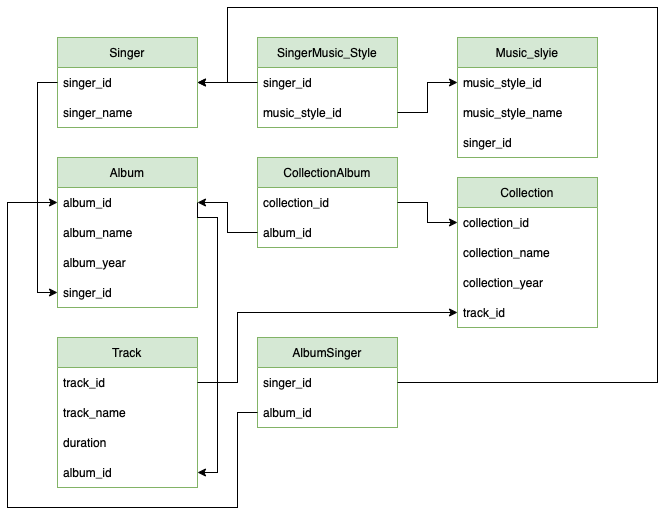 Singer
singer_id
singer_name
SingerMusic_Style
singer_id
music_style_id
Music_slyie
music_style_id
music_style_name
singer_id
Album
album_id
album_name
album_year
singer_id
CollectionAlbum
collection_id
album_id
Collection
collection_id
collection_name
collection_year
track_id
Track
track_id
track_name
duration
album_id
AlbumSinger
singer_id
album_id